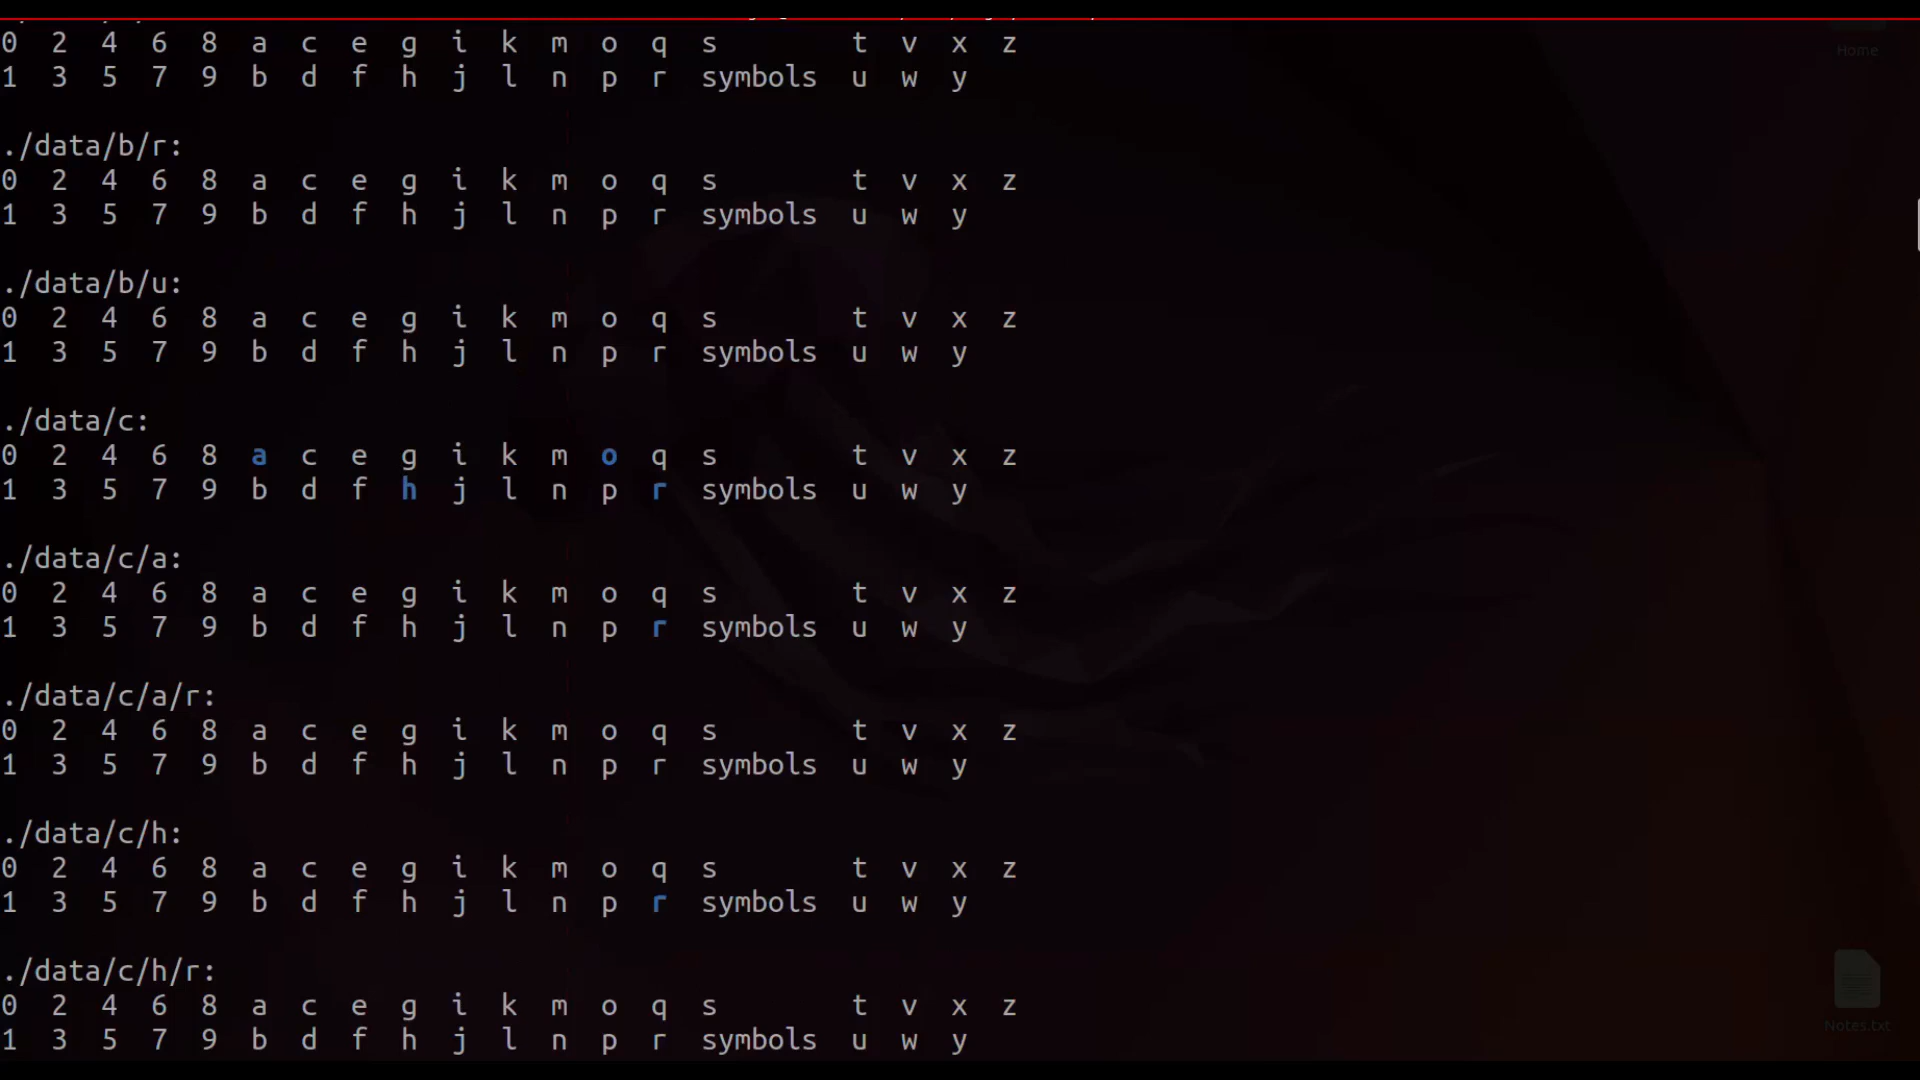 0 2 4 6 8 a c e g i k m o q s t v x z
1 3 5 7 9 b d f h j l n p r symbols u w y
./data/b/r:
0 2 4 6 8 a c e g i k m o q s t v x z
1 3 5 7 9 b d f h j l n p r symbols u w y
./data/b/u:
0 2 4 6 8 a c e g i k m o q s t v x z
1 3 5 7 9 b d f h j l n p r symbols u w y
./data/c:
0 2 4 6 8 a c e g i k m o q s t v x z
1 3 5 7 9 b d f h j l n p r symbols u w y
./data/c/a:
0 2 4 6 8 a c e g i k m o q s t v x z
1 3 5 7 9 b d f h j l n p r symbols u w y
./data/c/a/r:
0 2 4 6 8 a c e g i k m o q s t v x z
1 3 5 7 9 b d f h j l n p r symbols u w y
./data/c/h:
0 2 4 6 8 a c e g i k m o q s t v x z
1 3 5 7 9 b d f h j l n p r symbols u w y
./data/c/h/r:
0 2 4 6 8 a c e g i k m o q s t v x z
1 3 5 7 9 b d f h j l n p r symbols u w y
Home
Notes.txt